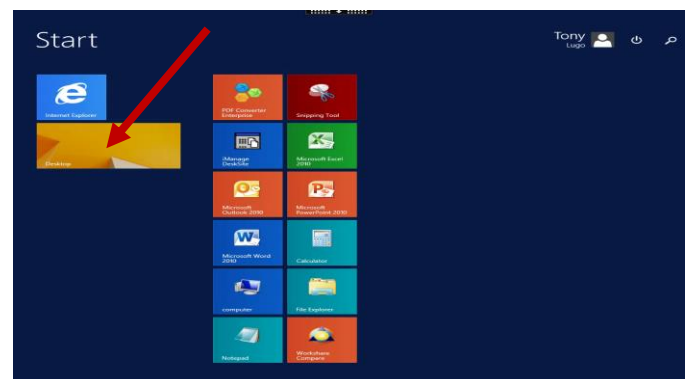 Start
Tony
Lugo
Internet Explorer
Desktop
PDF Converter
Enterprise
Snipping Tool
iManage
DeskSite
Microsoft Excel
2010
Microsoft
Outlook 2010
Microsoft
PowerPoint 2010
Microsoft Word
2010
Calculator
computer
File Explorer
Notepad
Workshare
Compare